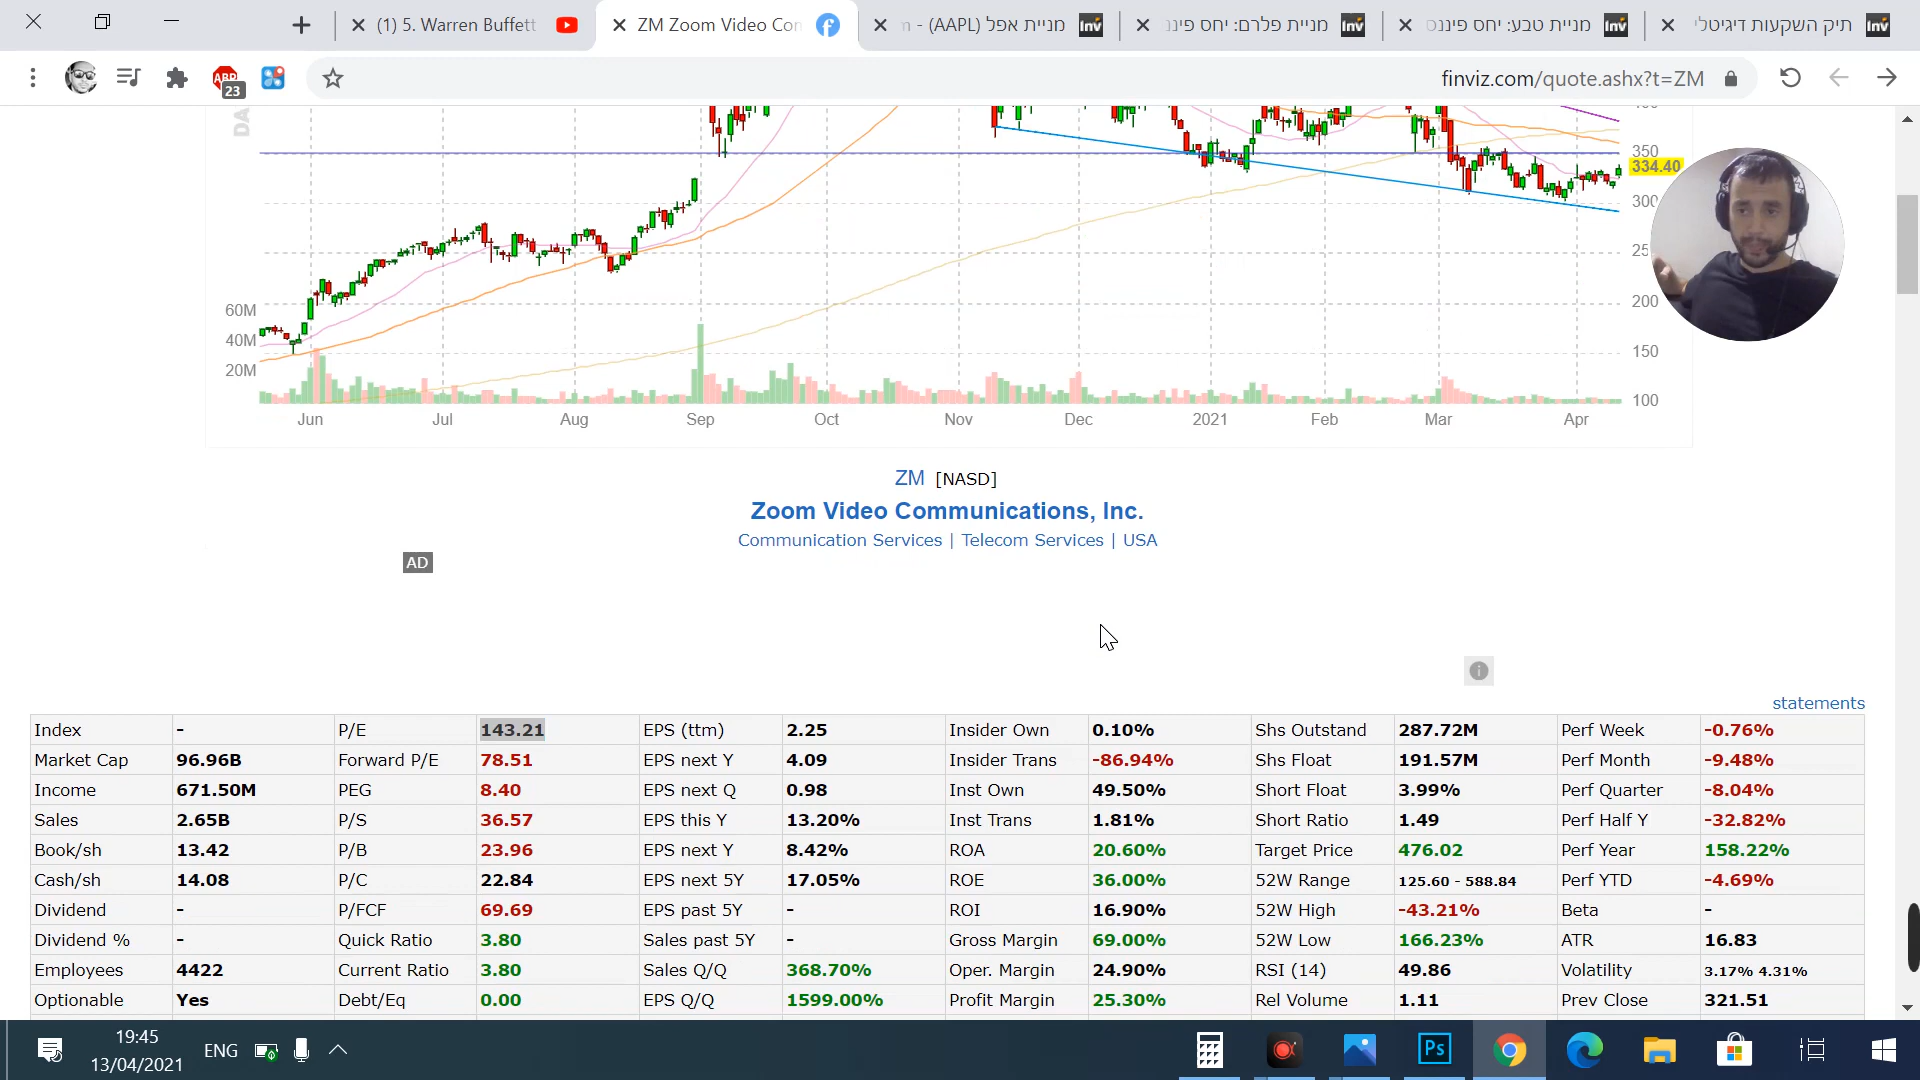 (1) 5. Warren Buffett
ZM Zoom Video Con
מניית אפל (AAPL) -
מניית פלרם: יחס פיננ
מניית טבע: יחס פיננס
תיק השקעות דיגיטלי
ABP
23
finviz.com/quote.ashx?t=ZM
DA
350
334.40
300
25
200
150
100
60M
40M
20M
Jun Jul Aug Sep Oct Nov Dec 2021 Feb Mar Apr
ZM [NASD]
Zoom Video Communications, Inc.
Communication Services | Telecom Services | USA
AD
statements
Index - P/E 143.21 EPS (ttm) 2.25 Insider Own 0.10% Shs Outstand 287.72M Perf Week -0.76%
Market Cap 96.96B Forward P/E 78.51 EPS next Y 4.09 Insider Trans -86.94% Shs Float 191.57M Perf Month -9.48%
Income 671.50M PEG 8.40 EPS next Q 0.98 Inst Own 49.50% Short Float 3.99% Perf Quarter -8.04%
Sales 2.65B P/S 36.57 EPS this Y 13.20% Inst Trans 1.81% Short Ratio 1.49 Perf Half Y -32.82%
Book/sh 13.42 P/B 23.96 EPS next Y 8.42% ROA 20.60% Target Price 476.02 Perf Year 158.22%
Cash/sh 14.08 P/C 22.84 EPS next 5Y 17.05% ROE 36.00% 52W Range 125.60 - 588.84 Perf YTD -4.69%
Dividend - P/FCF 69.69 EPS past 5Y - ROI 16.90% 52W High -43.21% Beta -
Dividend % - Quick Ratio 3.80 Sales past 5Y - Gross Margin 69.00% 52W Low 166.23% ATR 16.83
Employees 4422 Current Ratio 3.80 Sales Q/Q 368.70% Oper. Margin 24.90% RSI (14) 49.86 Volatility 3.17% 4.31%
Optionable Yes Debt/Eq 0.00 EPS Q/Q 1599.00% Profit Margin 25.30% Rel Volume 1.11 Prev Close 321.51
19:45
13/04/2021
ENG
Ps